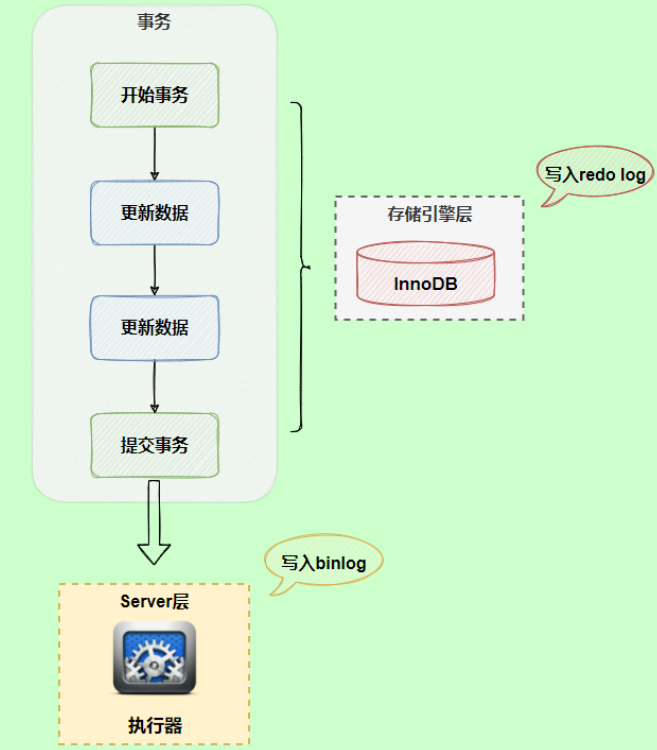 事务
开始事务
更新数据
更新数据
提交事务
写入redo log
存储引擎层
InnoDB
写入binlog
Server层
执行器